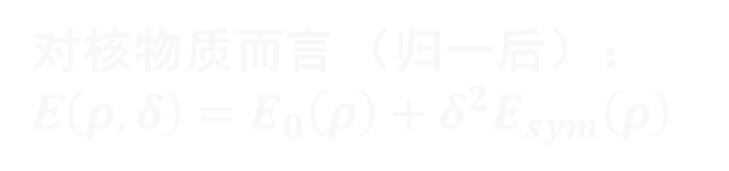 对核物质而言（归一后）：
E(ρ,δ) = E₀(ρ) + δ²E_sym(ρ)